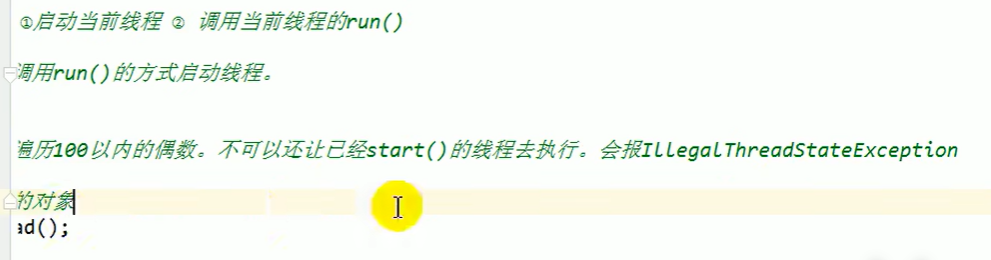 ①启动当前线程 ② 调用当前线程的run()
调用run()的方式启动线程。
遍历100以内的偶数。不可以还让已经start()的线程去执行。会报IllegalThreadStateException
的对象
ad();